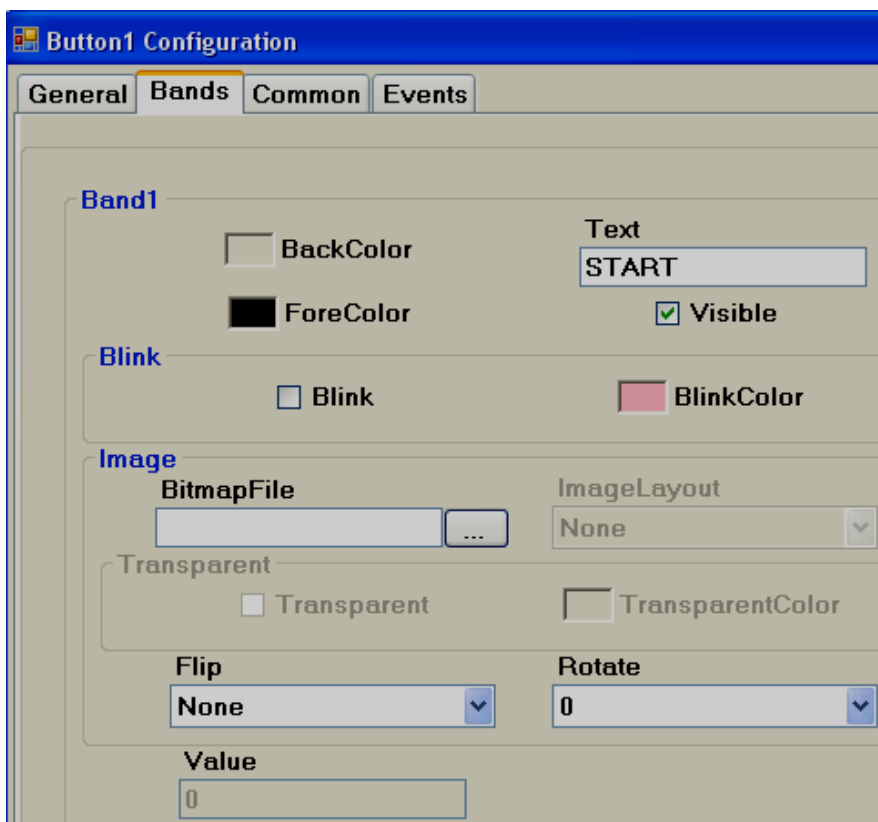 Button1 Configuration
General Bands Common Events
Band1
BackColor
Text
START
ForeColor
Visible
Blink
Blink
BlinkColor
Image
BitmapFile
ImageLayout
...
None
Transparent
Transparent
TransparentColor
Flip
Rotate
None
0
Value
0